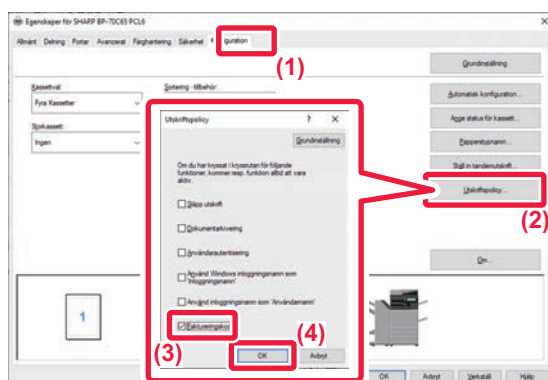 Egenskaper för SHARP BP-70C65 PCL6
Allmänt Delning Portar Avancerat Färghantering Säkerhet
(1)
Grundinställning
Kassettval:
Sortering -tillbehör:
Fyra Kassetter
Automatisk konfiguration...
Ange status för kassett...
Storkassett:
Ingen
Papperstypnamn...
Ställ in tandemutskrift...
Utskriftspolicy...
(2)
Om...
Utskriftspolicy ? ×
Grundinställning
Om du har kryssat i kryssrutan för följande
funktioner, kommer resp. funktion alltid att vara
aktiv.
Släpp utskrift
Dokumentarkivering
Användarautentisering
Använd Windows inloggningsnamn som
'Inloggningsnamn'
Använd inloggningsnamn som 'Användarnamn'
Faktureringskod
(3)
(4)
OK Avbryt
1
OK Avbryt Verkställ Hjälp